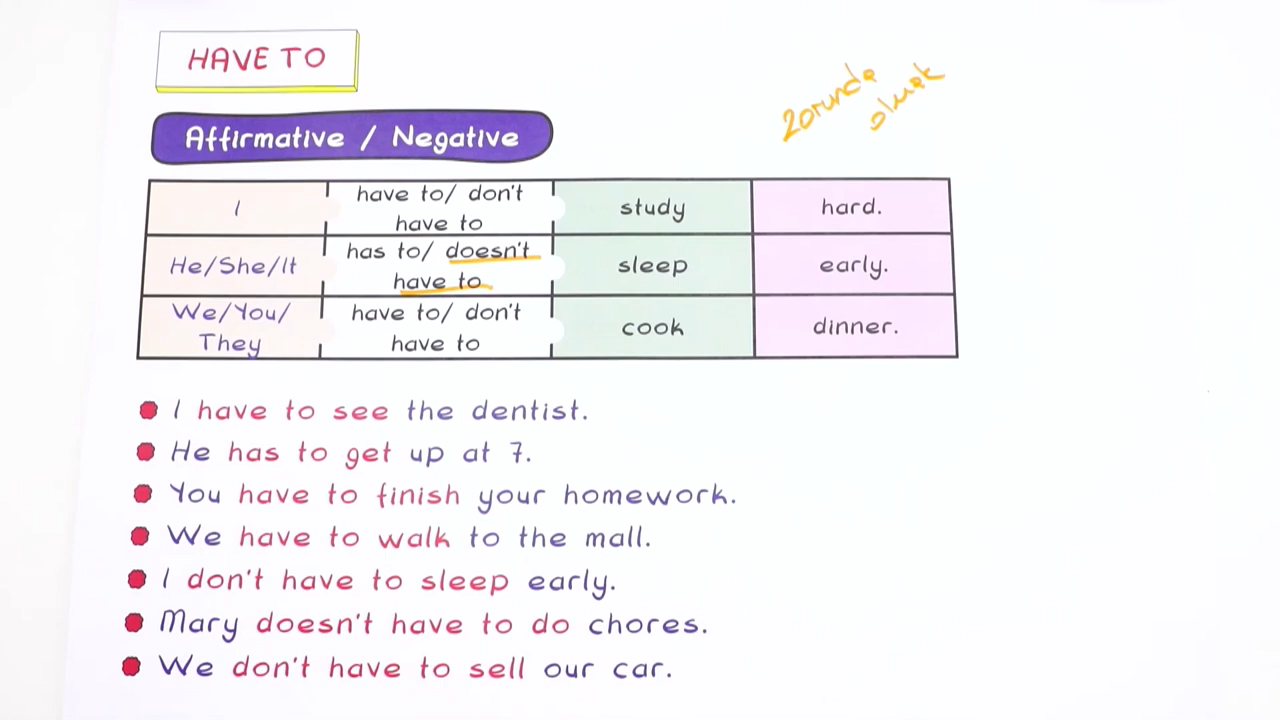 HAVE TO
zorunda
olmak
Affirmative / Negative
I have to/ don't have to study hard.
He/She/It has to/ doesn't have to sleep early.
We/You/They have to/ don't have to cook dinner.
I have to see the dentist.
He has to get up at 7.
You have to finish your homework.
We have to walk to the mall.
I don't have to sleep early.
Mary doesn't have to do chores.
We don't have to sell our car.